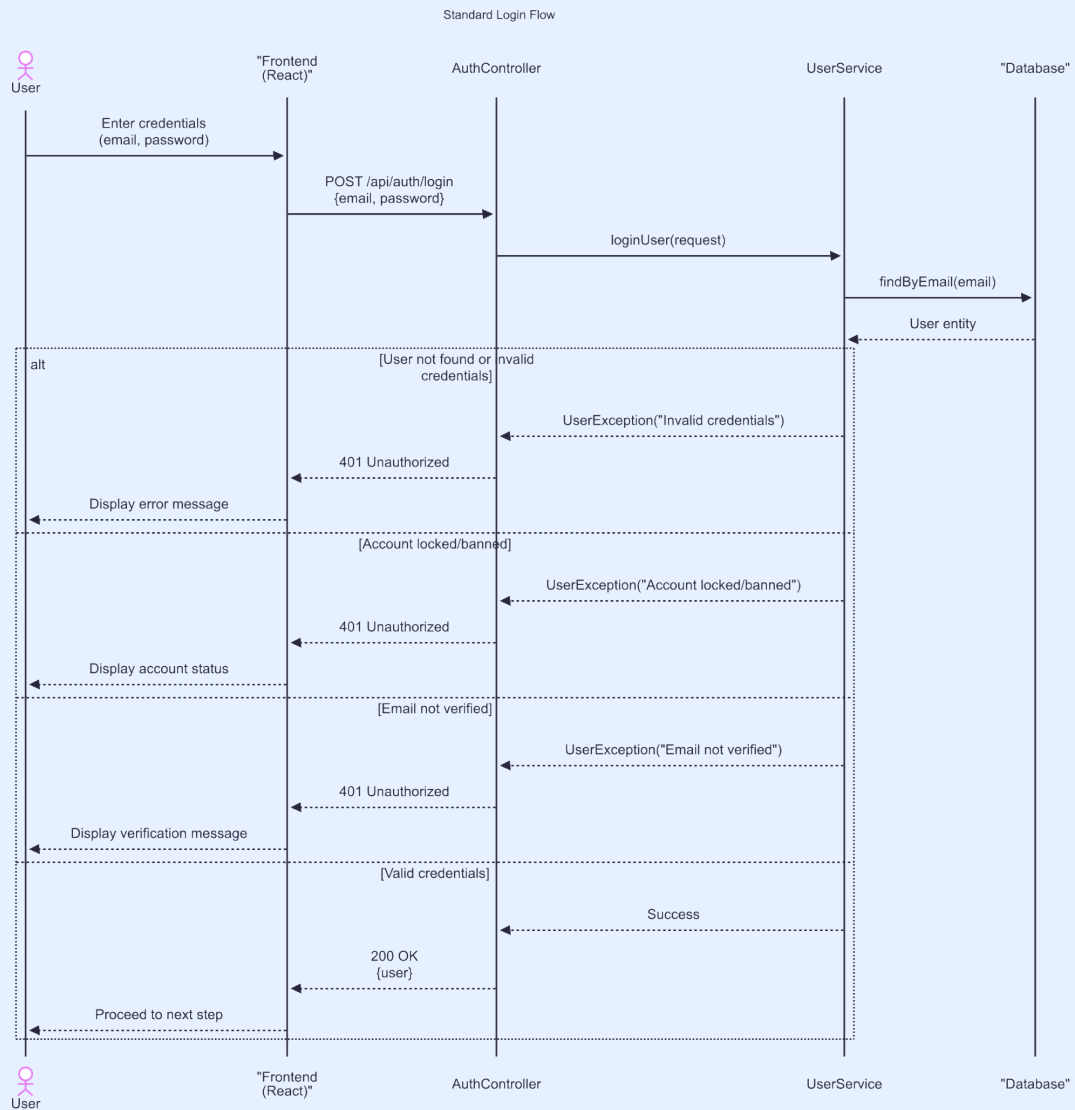 Standard Login Flow
User
"Frontend
(React)"
AuthController
UserService
"Database"
Enter credentials
(email, password)
POST /api/auth/login
{email, password}
loginUser(request)
findByEmail(email)
User entity
alt
[User not found or invalid
credentials]
UserException("Invalid credentials")
401 Unauthorized
Display error message
[Account locked/banned]
UserException("Account locked/banned")
401 Unauthorized
Display account status
[Email not verified]
UserException("Email not verified")
401 Unauthorized
Display verification message
[Valid credentials]
Success
200 OK
{user}
Proceed to next step
User
"Frontend
(React)"
AuthController
UserService
"Database"